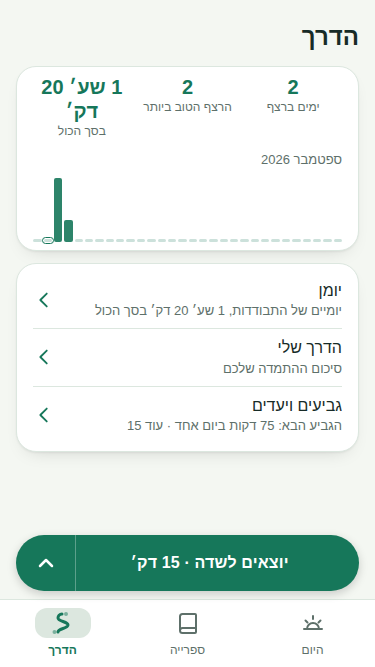 הדרך
2
ימים ברצף
2
הרצף הטוב ביותר
1 שע׳ 20
דק׳
בסך הכול
ספטמבר 2026
יומן
יומיים של התבודדות, 1 שע׳ 20 דק׳ בסך הכול
הדרך שלי
סיכום ההתמדה שלכם
גביעים ויעדים
הגביע הבא: 75 דקות ביום אחד · עוד 15
יוצאים לשדה · 15 דק׳
היום
ספרייה
הדרך